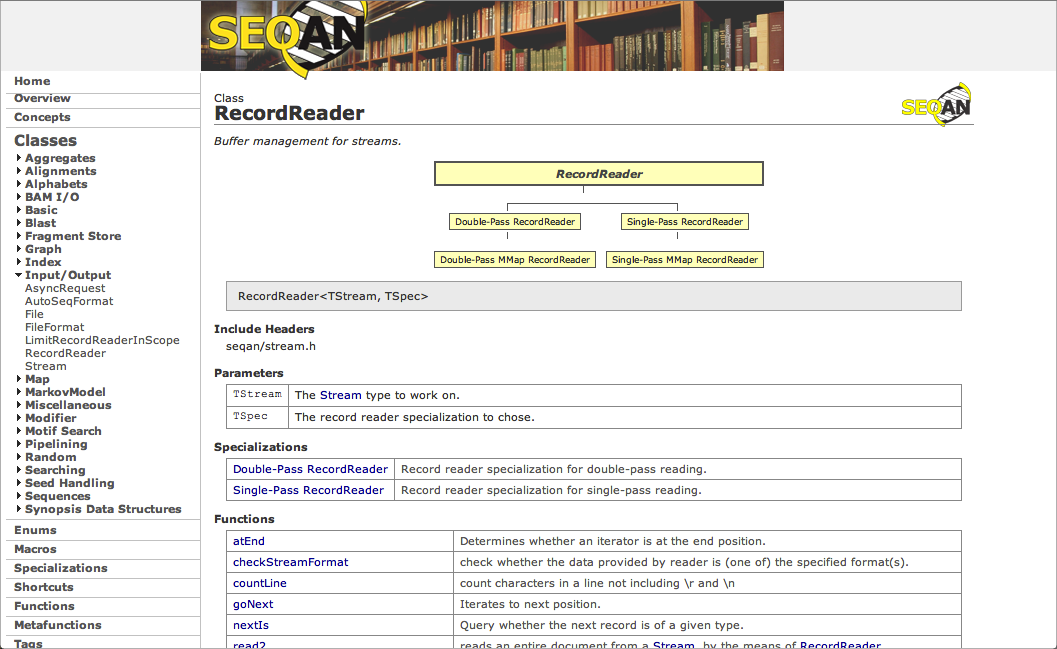 SEQAN
Home
Overview
Concepts
Classes
Aggregates
Alignments
Alphabets
BAM I/O
Basic
Blast
Fragment Store
Graph
Index
Input/Output
AsyncRequest
AutoSeqFormat
File
FileFormat
LimitRecordReaderInScope
RecordReader
Stream
Map
MarkovModel
Miscellaneous
Modifier
Motif Search
Pipelining
Random
Searching
Seed Handling
Sequences
Synopsis Data Structures
Enums
Macros
Specializations
Shortcuts
Functions
Metafunctions
Tags
Class
RecordReader
SEQAN
Buffer management for streams.
RecordReader
Double-Pass RecordReader Single-Pass RecordReader
Double-Pass MMap RecordReader Single-Pass MMap RecordReader
RecordReader<TStream, TSpec>
Include Headers
seqan/stream.h
Parameters
TStream The Stream type to work on.
TSpec The record reader specialization to chose.
Specializations
Double-Pass RecordReader Record reader specialization for double-pass reading.
Single-Pass RecordReader Record reader specialization for single-pass reading.
Functions
atEnd Determines whether an iterator is at the end position.
checkStreamFormat check whether the data provided by reader is (one of) the specified format(s).
countLine count characters in a line not including \r and \n
goNext Iterates to next position.
nextIs Query whether the next record is of a given type.
read2 reads an entire document from a Stream, by the means of RecordReader